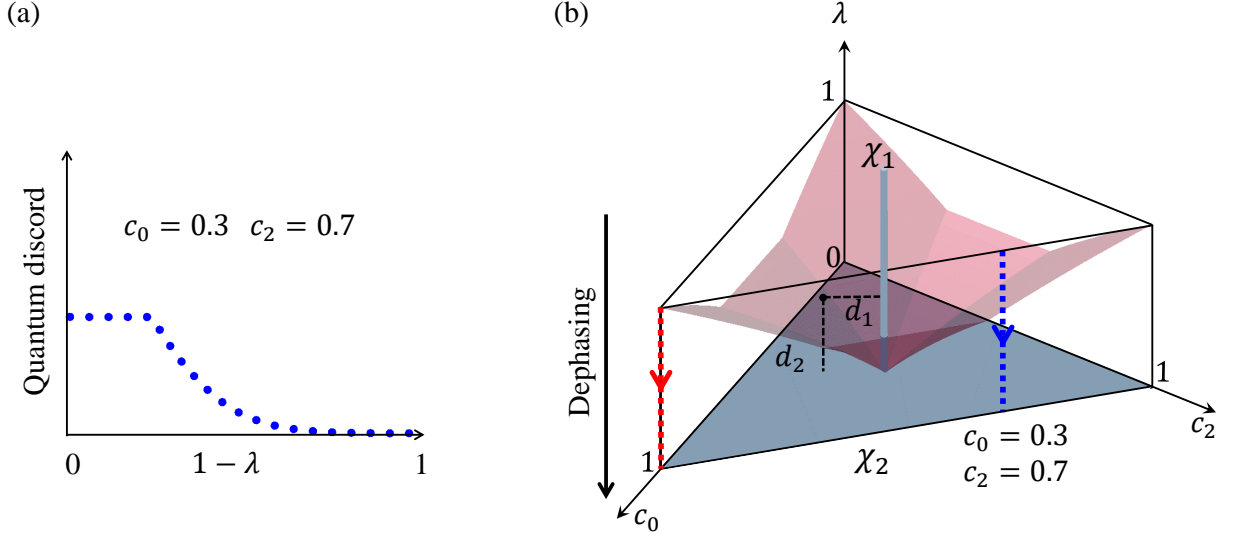 (a)
Quantum discord
c₀ = 0.3 c₂ = 0.7
0
1 − λ
1
(b)
λ
1
χ₁
0
d₁
d₂
Dephasing
1
c₂
c₀ = 0.3
c₂ = 0.7
χ₂
1
c₀